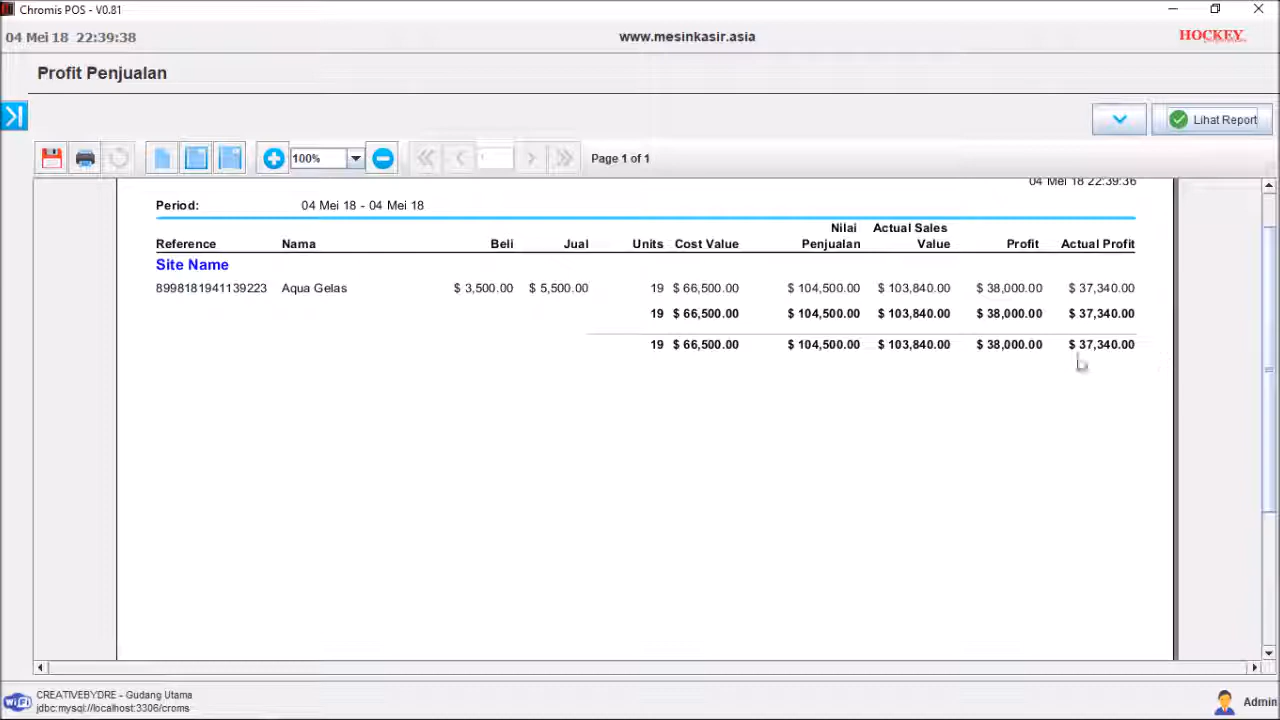 Chromis POS - V0.81
04 Mei 18 22:39:38
www.mesinkasir.asia
HOCKEY
Profit Penjualan
Lihat Report
100%
Page 1 of 1
04 Mei 18 22:39:36
Period: 04 Mei 18 - 04 Mei 18
Nilai Actual Sales
Reference Nama Beli Jual Units Cost Value Penjualan Value Profit Actual Profit
Site Name
8998181941139223 Aqua Gelas $ 3,500.00 $ 5,500.00 19 $ 66,500.00 $ 104,500.00 $ 103,840.00 $ 38,000.00 $ 37,340.00
19 $ 66,500.00 $ 104,500.00 $ 103,840.00 $ 38,000.00 $ 37,340.00
19 $ 66,500.00 $ 104,500.00 $ 103,840.00 $ 38,000.00 $ 37,340.00
WiFi
CREATIVEBYDRE - Gudang Utama
jdbc:mysql://localhost:3306/croms
Admin